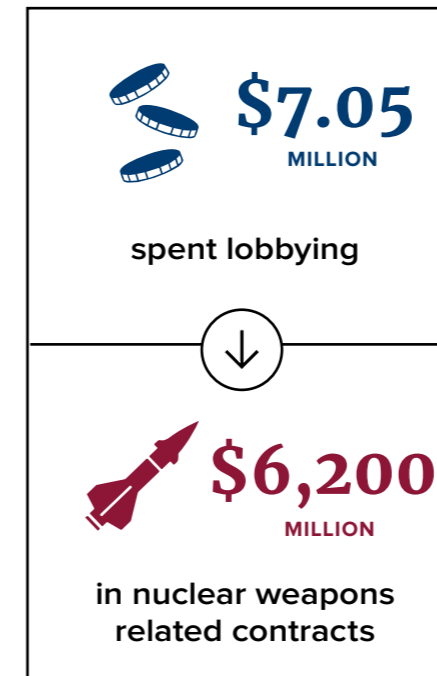 $7.05
MILLION
spent lobbying
$6,200
MILLION
in nuclear weapons
related contracts